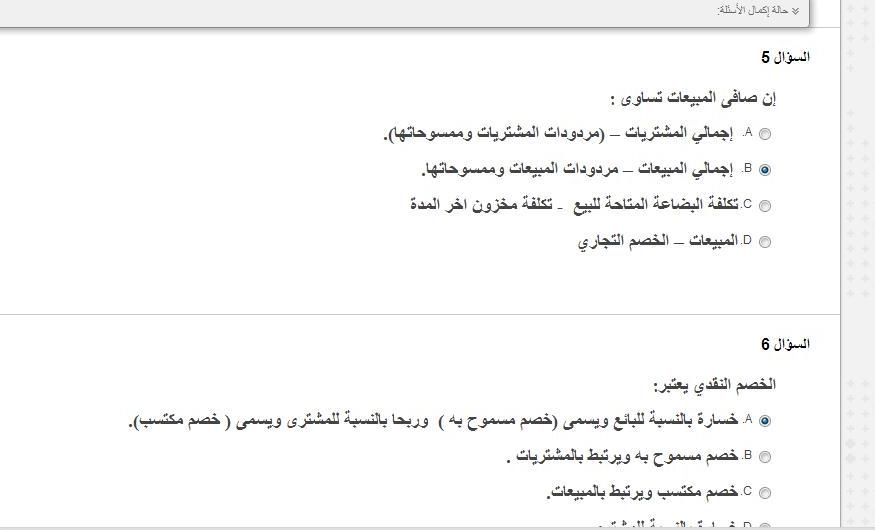 حالة إكمال الأسئلة:
السؤال 5
إن صافى المبيعات تساوى :
A. إجمالي المشتريات – (مردودات المشتريات وممسوحاتها).
B. إجمالي المبيعات – مردودات المبيعات وممسوحاتها.
C. تكلفة البضاعة المتاحة للبيع - تكلفة مخزون اخر المدة
D. المبيعات – الخصم التجاري
السؤال 6
الخصم النقدي يعتبر:
A. خسارة بالنسبة للبائع ويسمى (خصم مسموح به ) وربحا بالنسبة للمشترى ويسمى ( خصم مكتسب).
B. خصم مسموح به ويرتبط بالمشتريات .
C. خصم مكتسب ويرتبط بالمبيعات.